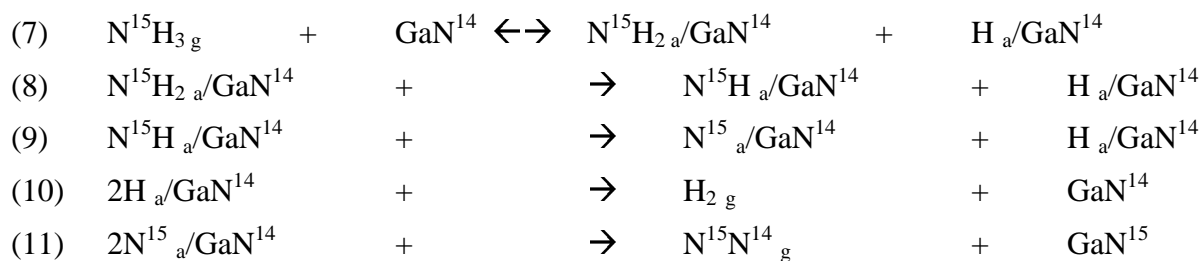 (7) N¹⁵H₃ g + GaN¹⁴ ←→ N¹⁵H₂ a/GaN¹⁴ + H a/GaN¹⁴
(8) N¹⁵H₂ a/GaN¹⁴ + → N¹⁵H a/GaN¹⁴ + H a/GaN¹⁴
(9) N¹⁵H a/GaN¹⁴ + → N¹⁵ a/GaN¹⁴ + H a/GaN¹⁴
(10) 2H a/GaN¹⁴ + → H₂ g + GaN¹⁴
(11) 2N¹⁵ a/GaN¹⁴ + → N¹⁵N¹⁴ g + GaN¹⁵